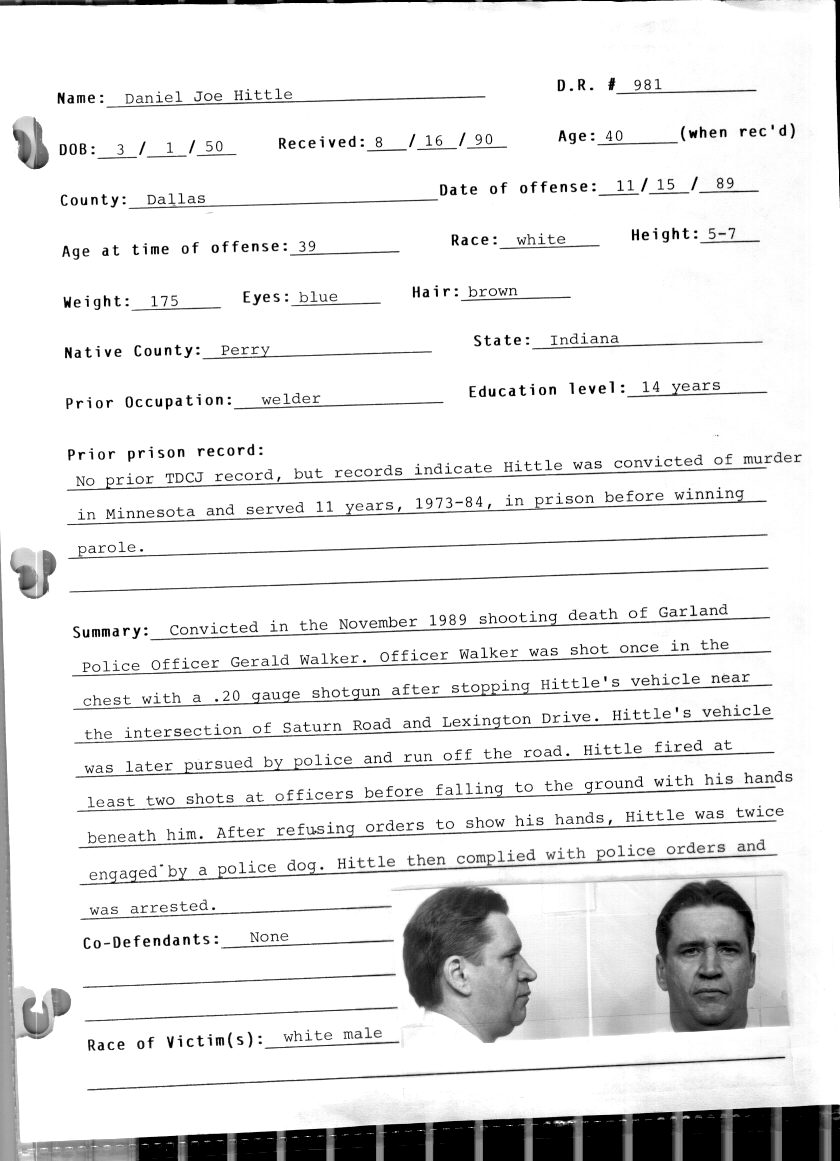 Name: Daniel Joe Hittle D.R. # 981
DOB: 3 / 1 / 50 Received: 8 / 16 / 90 Age: 40 (when rec'd)
County: Dallas Date of offense: 11 / 15 / 89
Age at time of offense: 39 Race: white Height: 5-7
Weight: 175 Eyes: blue Hair: brown
Native County: Perry State: Indiana
Prior Occupation: welder Education level: 14 years
Prior prison record:
No prior TDCJ record, but records indicate Hittle was convicted of murder
in Minnesota and served 11 years, 1973-84, in prison before winning
parole.
Summary: Convicted in the November 1989 shooting death of Garland
Police Officer Gerald Walker. Officer Walker was shot once in the
chest with a .20 gauge shotgun after stopping Hittle's vehicle near
the intersection of Saturn Road and Lexington Drive. Hittle's vehicle
was later pursued by police and run off the road. Hittle fired at
least two shots at officers before falling to the ground with his hands
beneath him. After refusing orders to show his hands, Hittle was twice
engaged by a police dog. Hittle then complied with police orders and
was arrested.
Co-Defendants: None
Race of Victim(s): white male